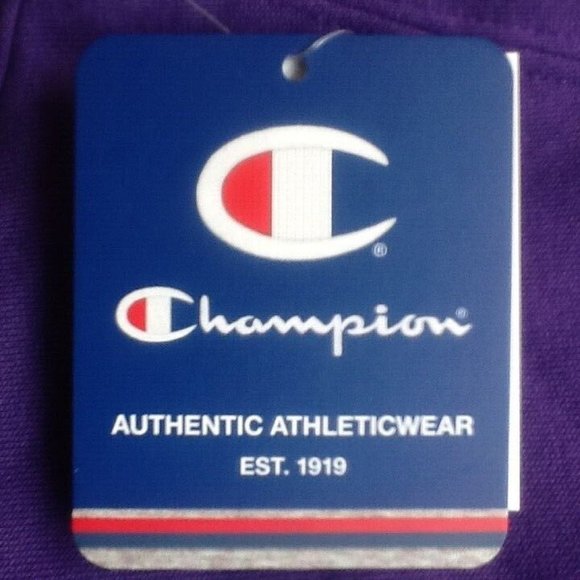 C®
Champion®
AUTHENTIC ATHLETICWEAR
EST. 1919